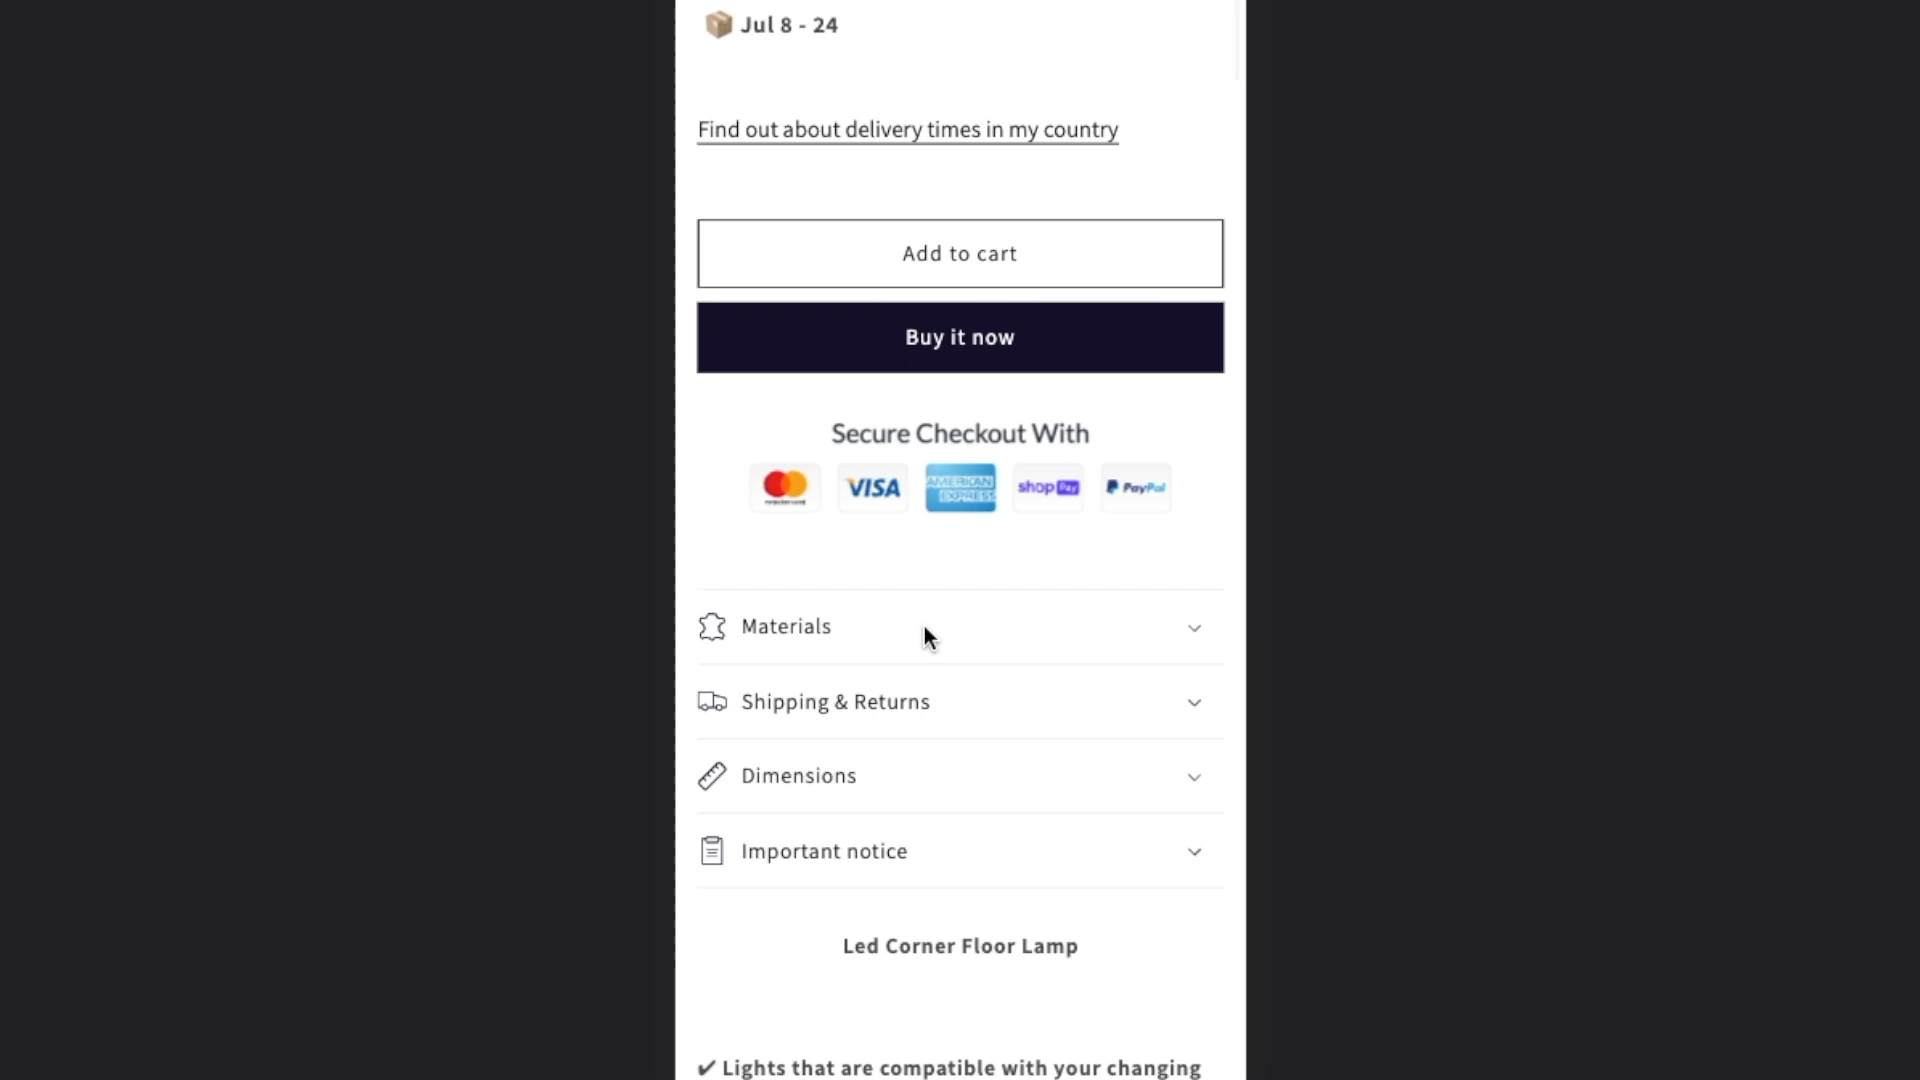 Jul 8 - 24
Find out about delivery times in my country
Add to cart
Buy it now
Secure Checkout With
mastercard
VISA
AMERICAN EXPRESS
shop Pay
PayPal
Materials
Shipping & Returns
Dimensions
Important notice
Led Corner Floor Lamp
✔ Lights that are compatible with your changing